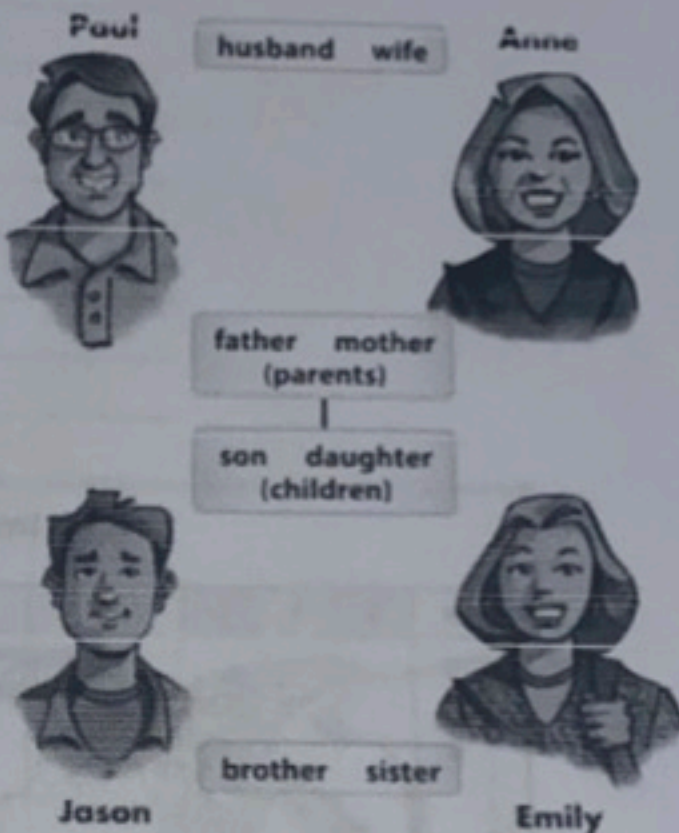 Paul
husband wife
Anne
father mother
(parents)
son daughter
(children)
brother sister
Jason
Emily